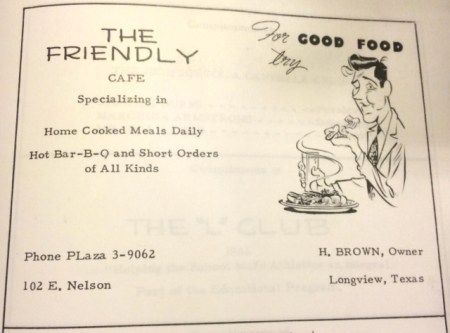 THE
FRIENDLY
CAFE
Specializing in
Home Cooked Meals Daily
Hot Bar-B-Q and Short Orders
of All Kinds
For GOOD FOOD
try
THE "L" CLUB
Phone PLaza 3-9062
H. BROWN, Owner
102 E. Nelson
Longview, Texas